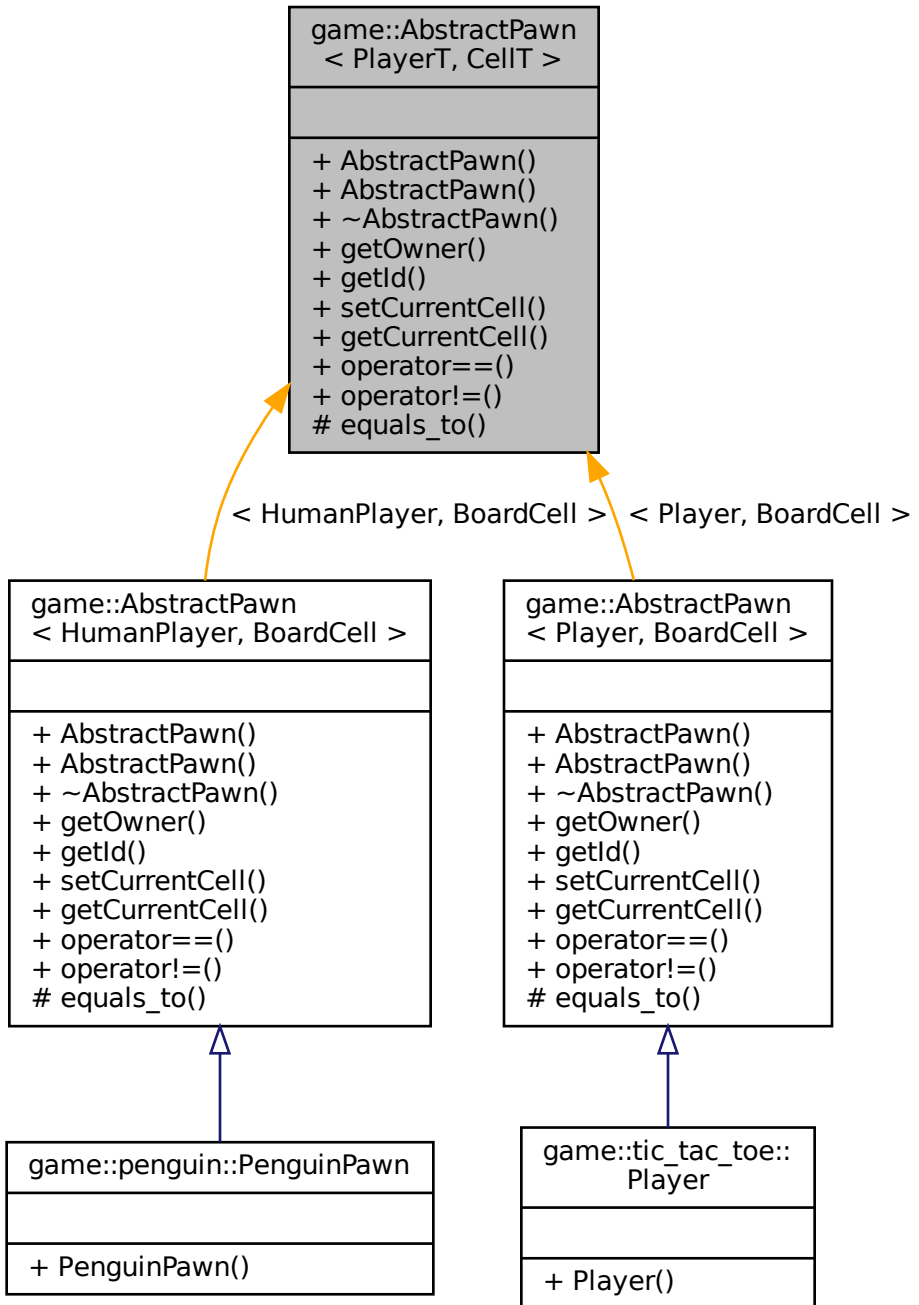 game::AbstractPawn
< PlayerT, CellT >
+ AbstractPawn()
+ AbstractPawn()
+ ~AbstractPawn()
+ getOwner()
+ getId()
+ setCurrentCell()
+ getCurrentCell()
+ operator==()
+ operator!=()
# equals_to()
< HumanPlayer, BoardCell >
< Player, BoardCell >
game::AbstractPawn
< HumanPlayer, BoardCell >
+ AbstractPawn()
+ AbstractPawn()
+ ~AbstractPawn()
+ getOwner()
+ getId()
+ setCurrentCell()
+ getCurrentCell()
+ operator==()
+ operator!=()
# equals_to()
game::AbstractPawn
< Player, BoardCell >
+ AbstractPawn()
+ AbstractPawn()
+ ~AbstractPawn()
+ getOwner()
+ getId()
+ setCurrentCell()
+ getCurrentCell()
+ operator==()
+ operator!=()
# equals_to()
game::penguin::PenguinPawn
+ PenguinPawn()
game::tic_tac_toe::
Player
+ Player()